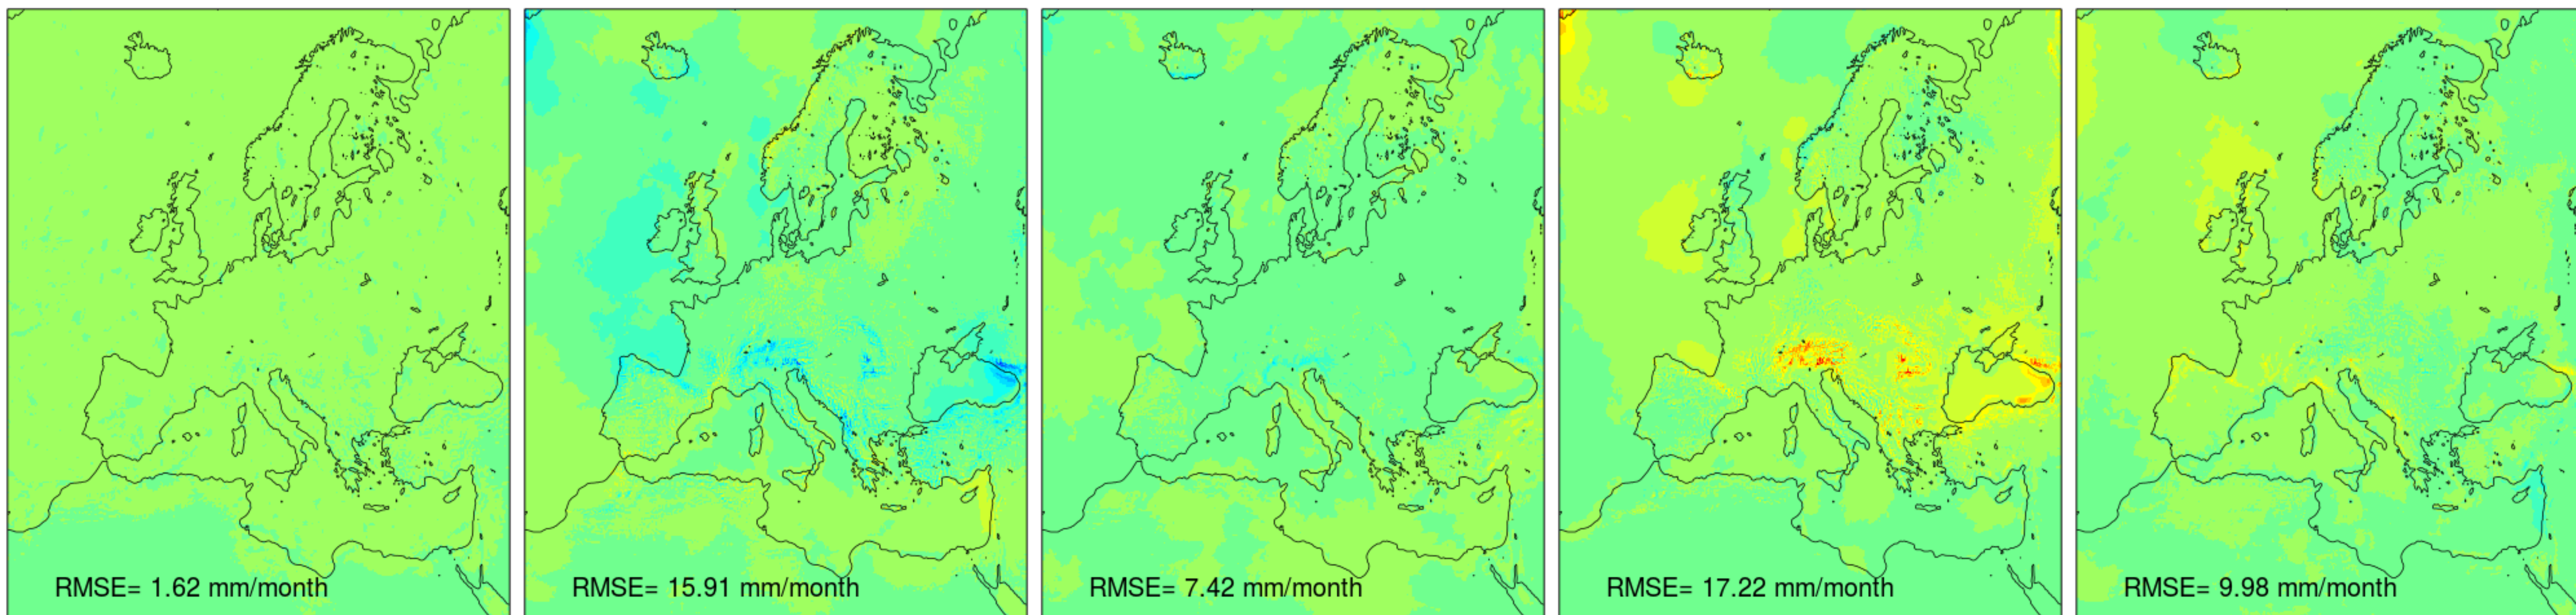 RMSE= 1.62 mm/month
RMSE= 15.91 mm/month
RMSE= 7.42 mm/month
RMSE= 17.22 mm/month
RMSE= 9.98 mm/month